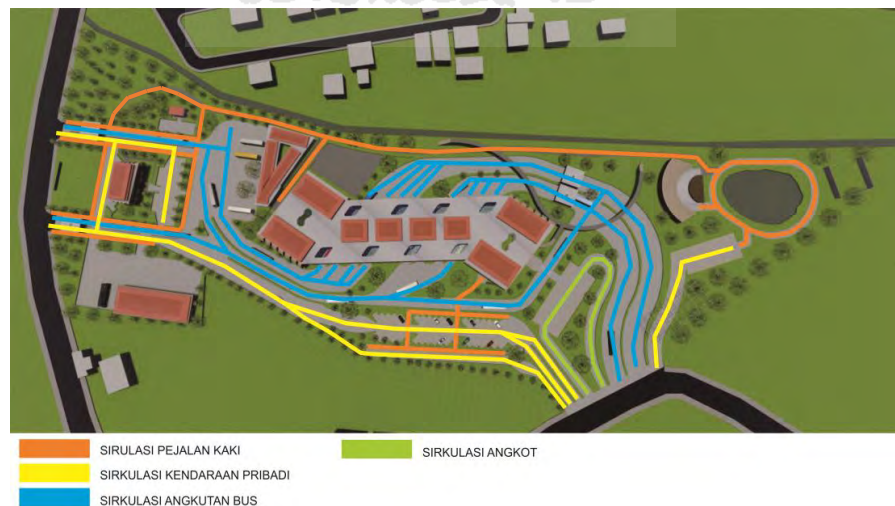 SIRULASI PEJALAN KAKI
SIRKULASI KENDARAAN PRIBADI
SIRKULASI ANGKUTAN BUS
SIRKULASI ANGKOT